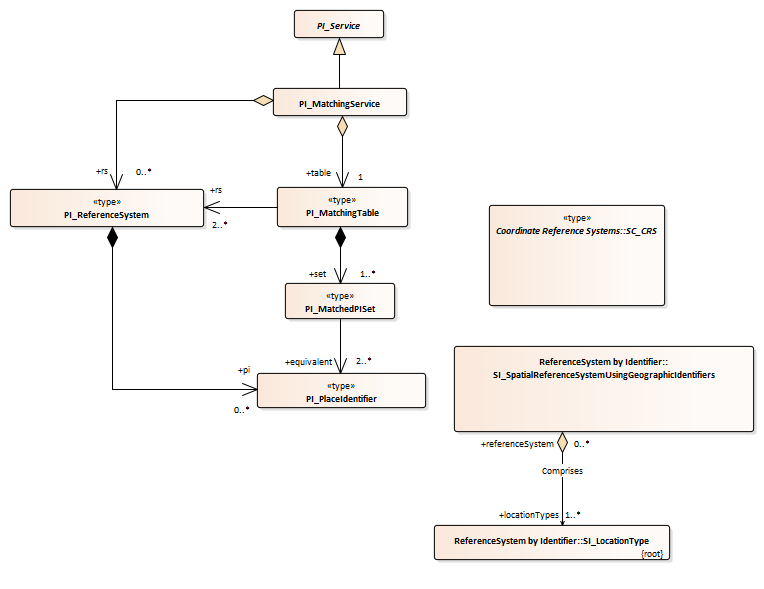 PI_Service
PI_MatchingService
+rs
0..*
+table
1
«type»
PI_ReferenceSystem
+rs
2..*
«type»
PI_MatchingTable
«type»
Coordinate Reference Systems::SC_CRS
+set
1..*
«type»
PI_MatchedPISet
+equivalent
2..*
+pi
0..*
«type»
PI_PlaceIdentifier
ReferenceSystem by Identifier::
SI_SpatialReferenceSystemUsingGeographicIdentifiers
+referenceSystem
0..*
Comprises
+locationTypes
1..*
ReferenceSystem by Identifier::SI_LocationType
{root}